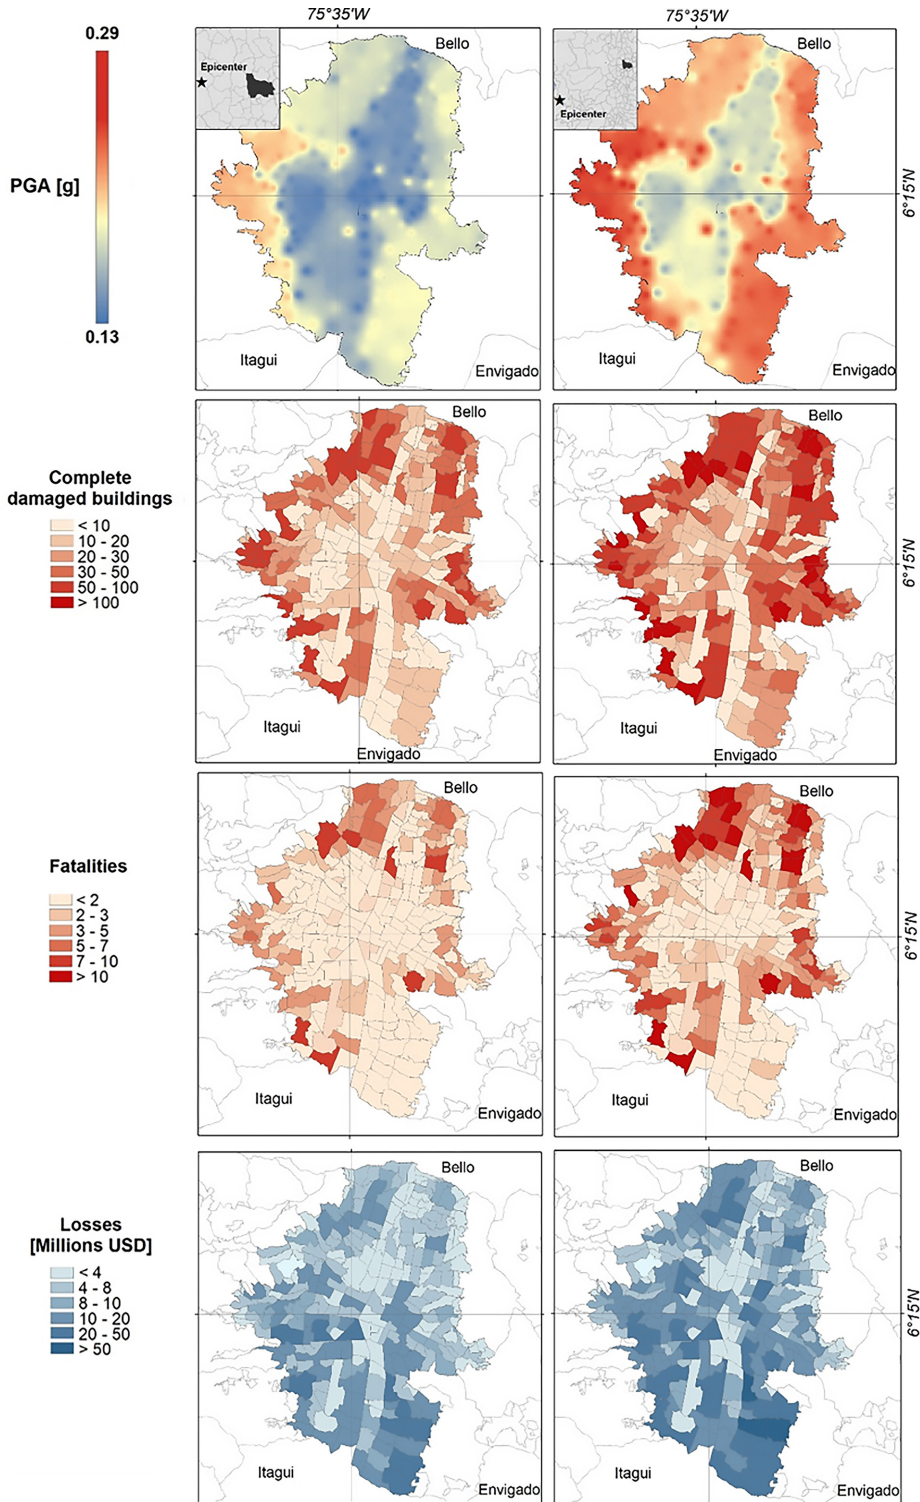 75°35'W
75°35'W
0.29
PGA [g]
0.13
Epicenter
Bello
Itagui
Envigado
Epicenter
Bello
Itagui
Envigado
6°15'N
Complete
damaged buildings
< 10
10 - 20
20 - 30
30 - 50
50 - 100
> 100
Bello
Itagui
Envigado
Bello
Itagui
Envigado
6°15'N
Fatalities
< 2
2 - 3
3 - 5
5 - 7
7 - 10
> 10
Bello
Itagui
Envigado
Bello
Itagui
Envigado
6°15'N
Losses
[Millions USD]
< 4
4 - 8
8 - 10
10 - 20
20 - 50
> 50
Bello
Itagui
Envigado
Bello
Itagui
Envigado
6°15'N